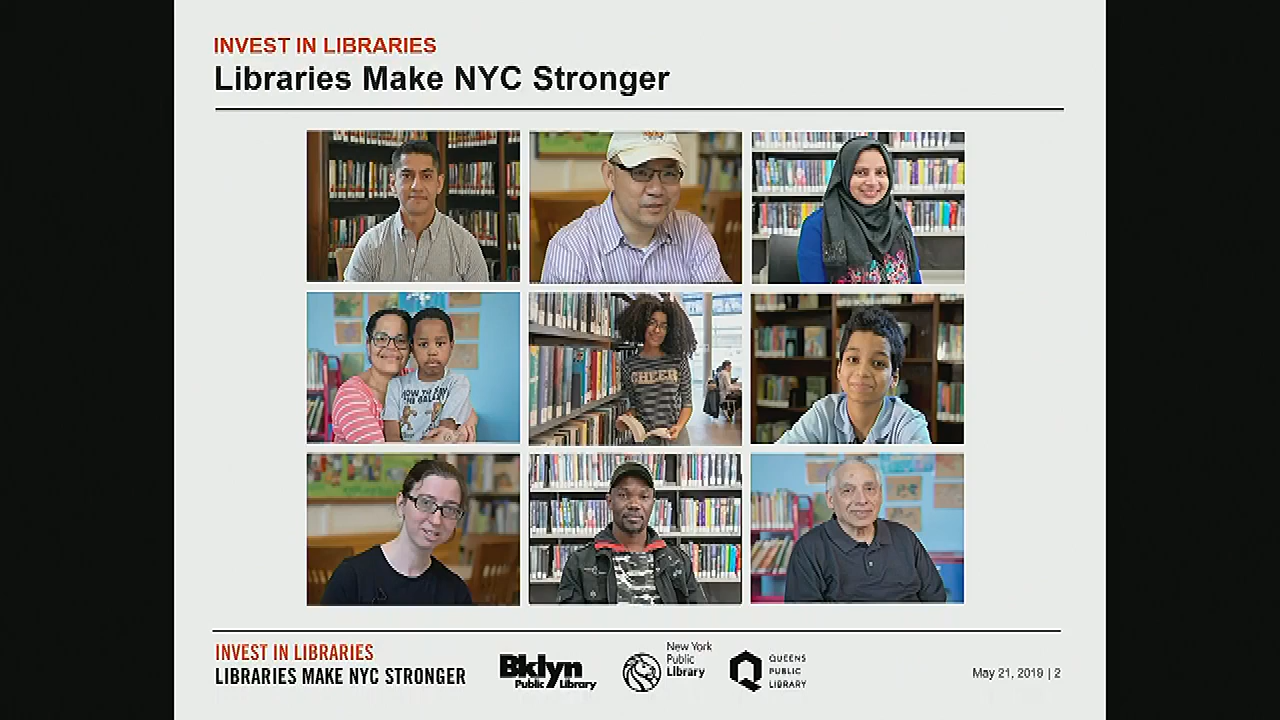 INVEST IN LIBRARIES
Libraries Make NYC Stronger
CHEER
INVEST IN LIBRARIES
LIBRARIES MAKE NYC STRONGER
Bklyn
Public Library
New York
Public
Library
QUEENS
PUBLIC
LIBRARY
May 21, 2019 | 2